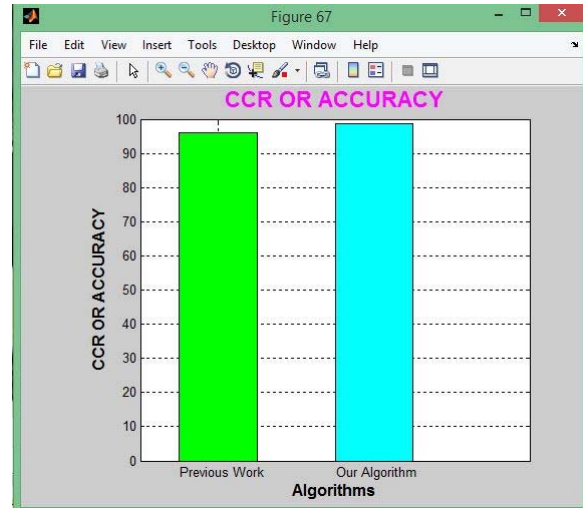 Figure 67
File Edit View Insert Tools Desktop Window Help
CCR OR ACCURACY
100
90
80
70
60
50
40
30
20
10
0
CCR OR ACCURACY
Previous Work Our Algorithm
Algorithms